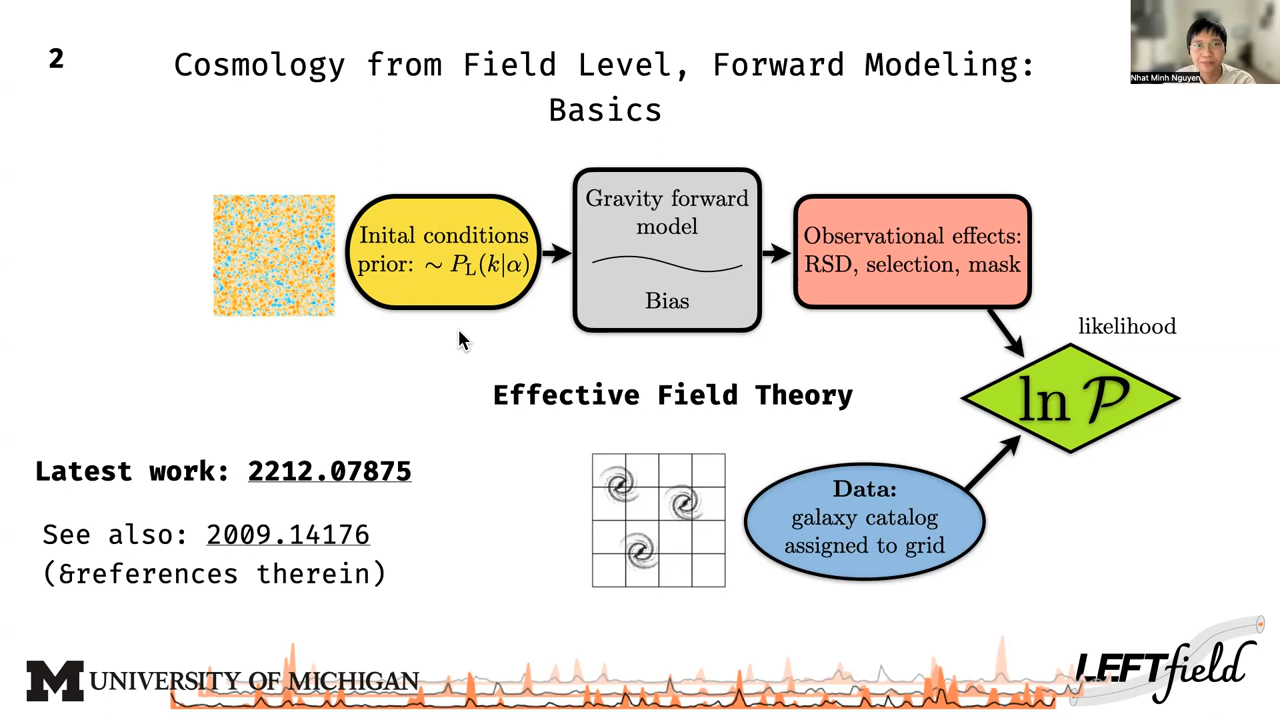 2
Cosmology from Field Level, Forward Modeling:
Basics
Nhat Minh Nguyen
Inital conditions
prior: ~ P_L(k|α)
Gravity forward
model
Bias
Observational effects:
RSD, selection, mask
likelihood
ln P
Effective Field Theory
Latest work: 2212.07875
See also: 2009.14176
(&references therein)
Data:
galaxy catalog
assigned to grid
M UNIVERSITY OF MICHIGAN
LEFTfield